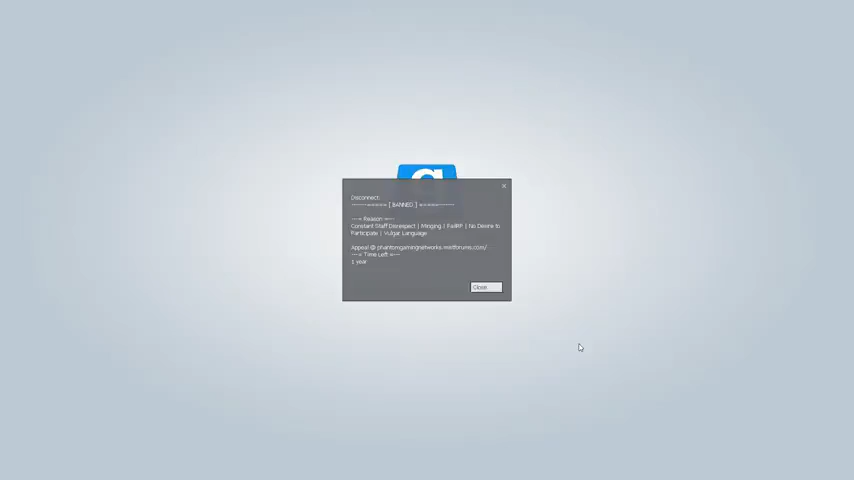 g
Disconnect:
-------===== [ BANNED ] =====-------
---= Reason =---
Constant Staff Disrespect | Minging | FailRP | No Desire to
Participate | Vulgar Language
Appeal @ phantomgamingnetworks.mistforums.com/
---= Time Left =---
1 year
Close